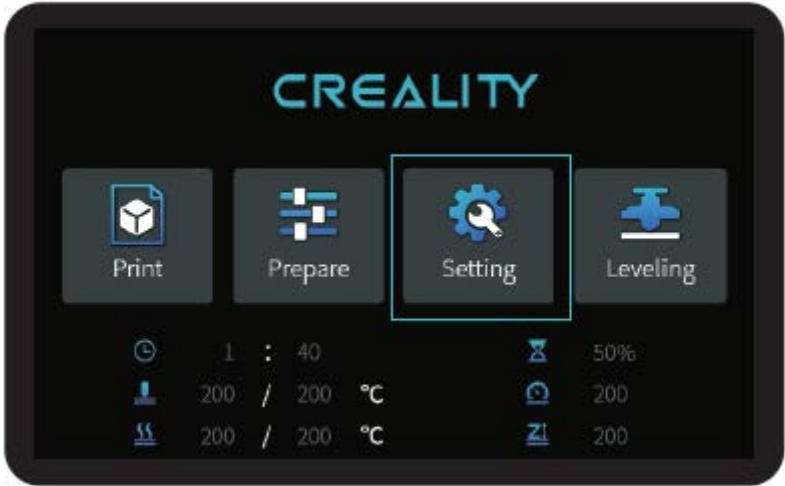 CREALITY
Print Prepare Setting Leveling
1 : 40 50%
200 / 200 °C 200
200 / 200 °C Z 200